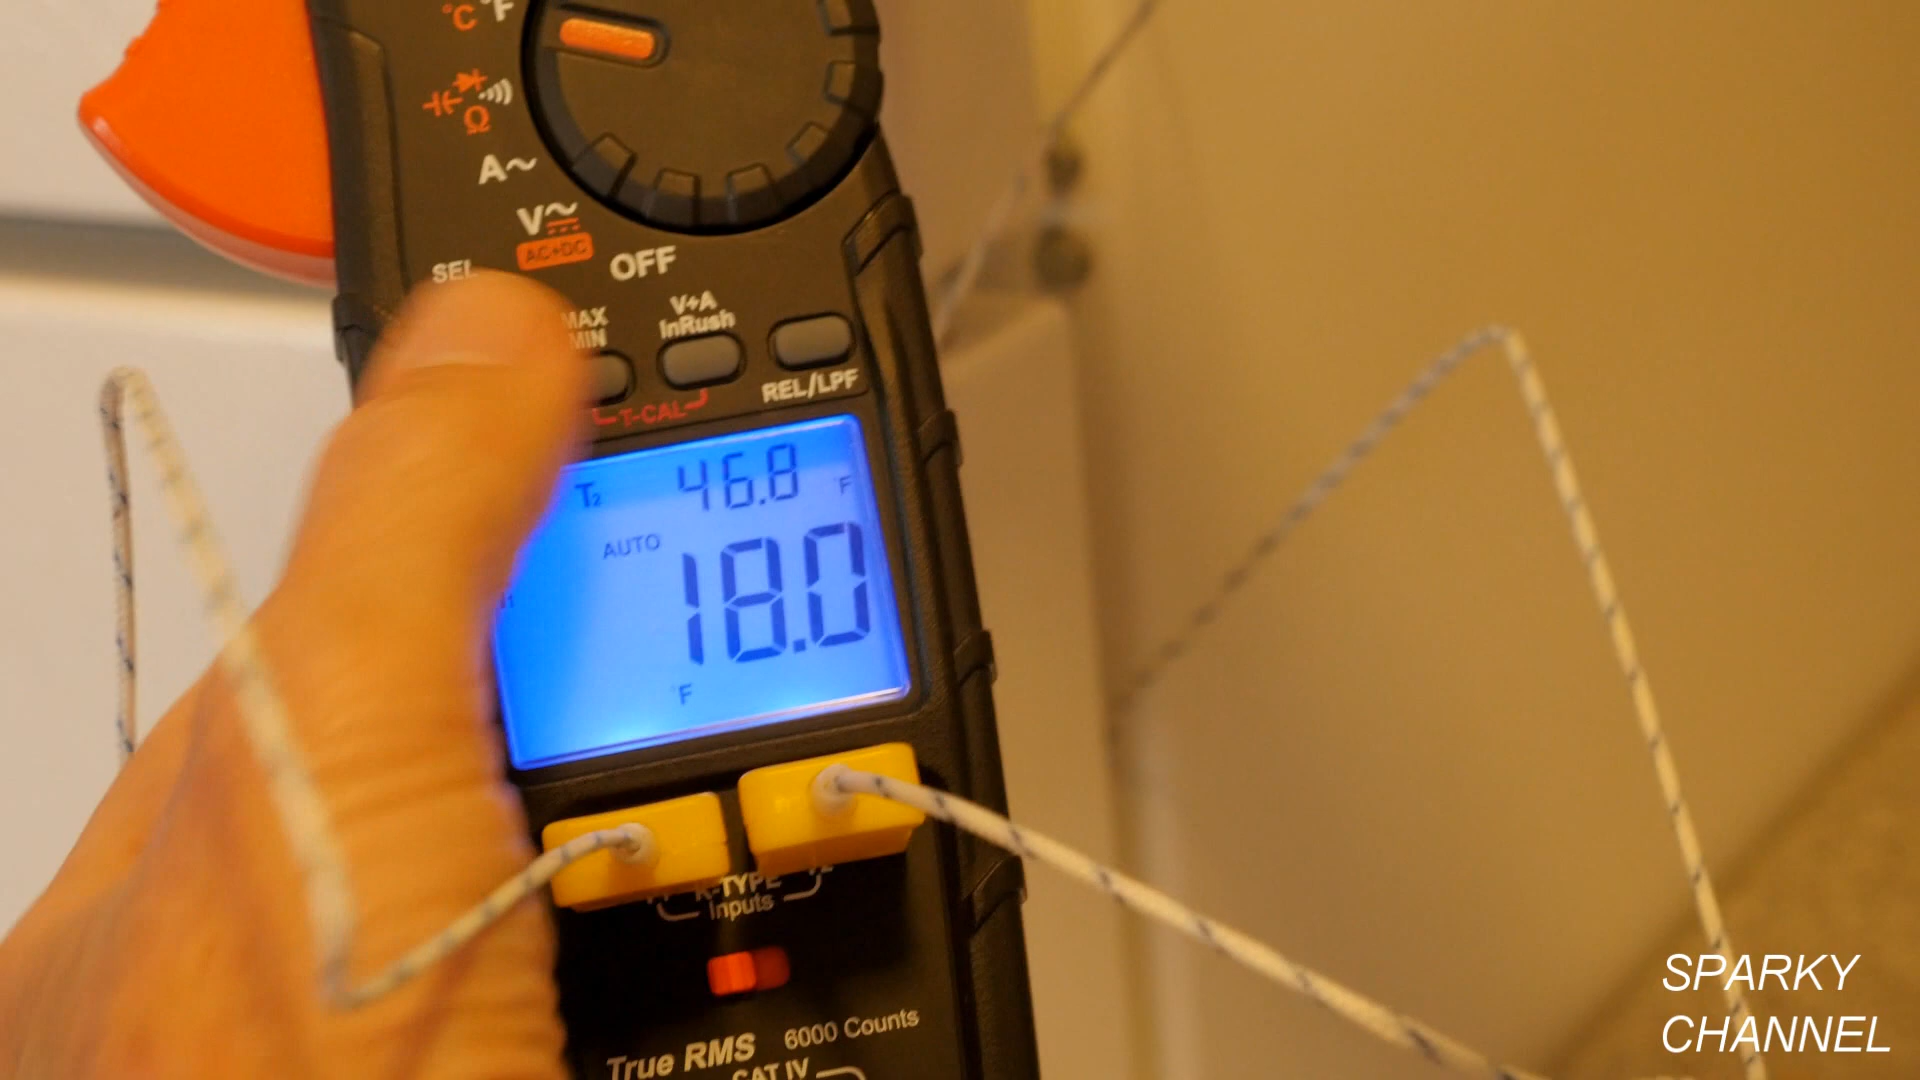 °C °F
Ω
A~
V~
AC+DC
OFF
SEL
MAX
MIN
V+A
InRush
REL/LPF
T-CAL
T2 46.8 °F
AUTO
18.0
°F
K-TYPE
Inputs
True RMS 6000 Counts
CAT IV
SPARKY
CHANNEL